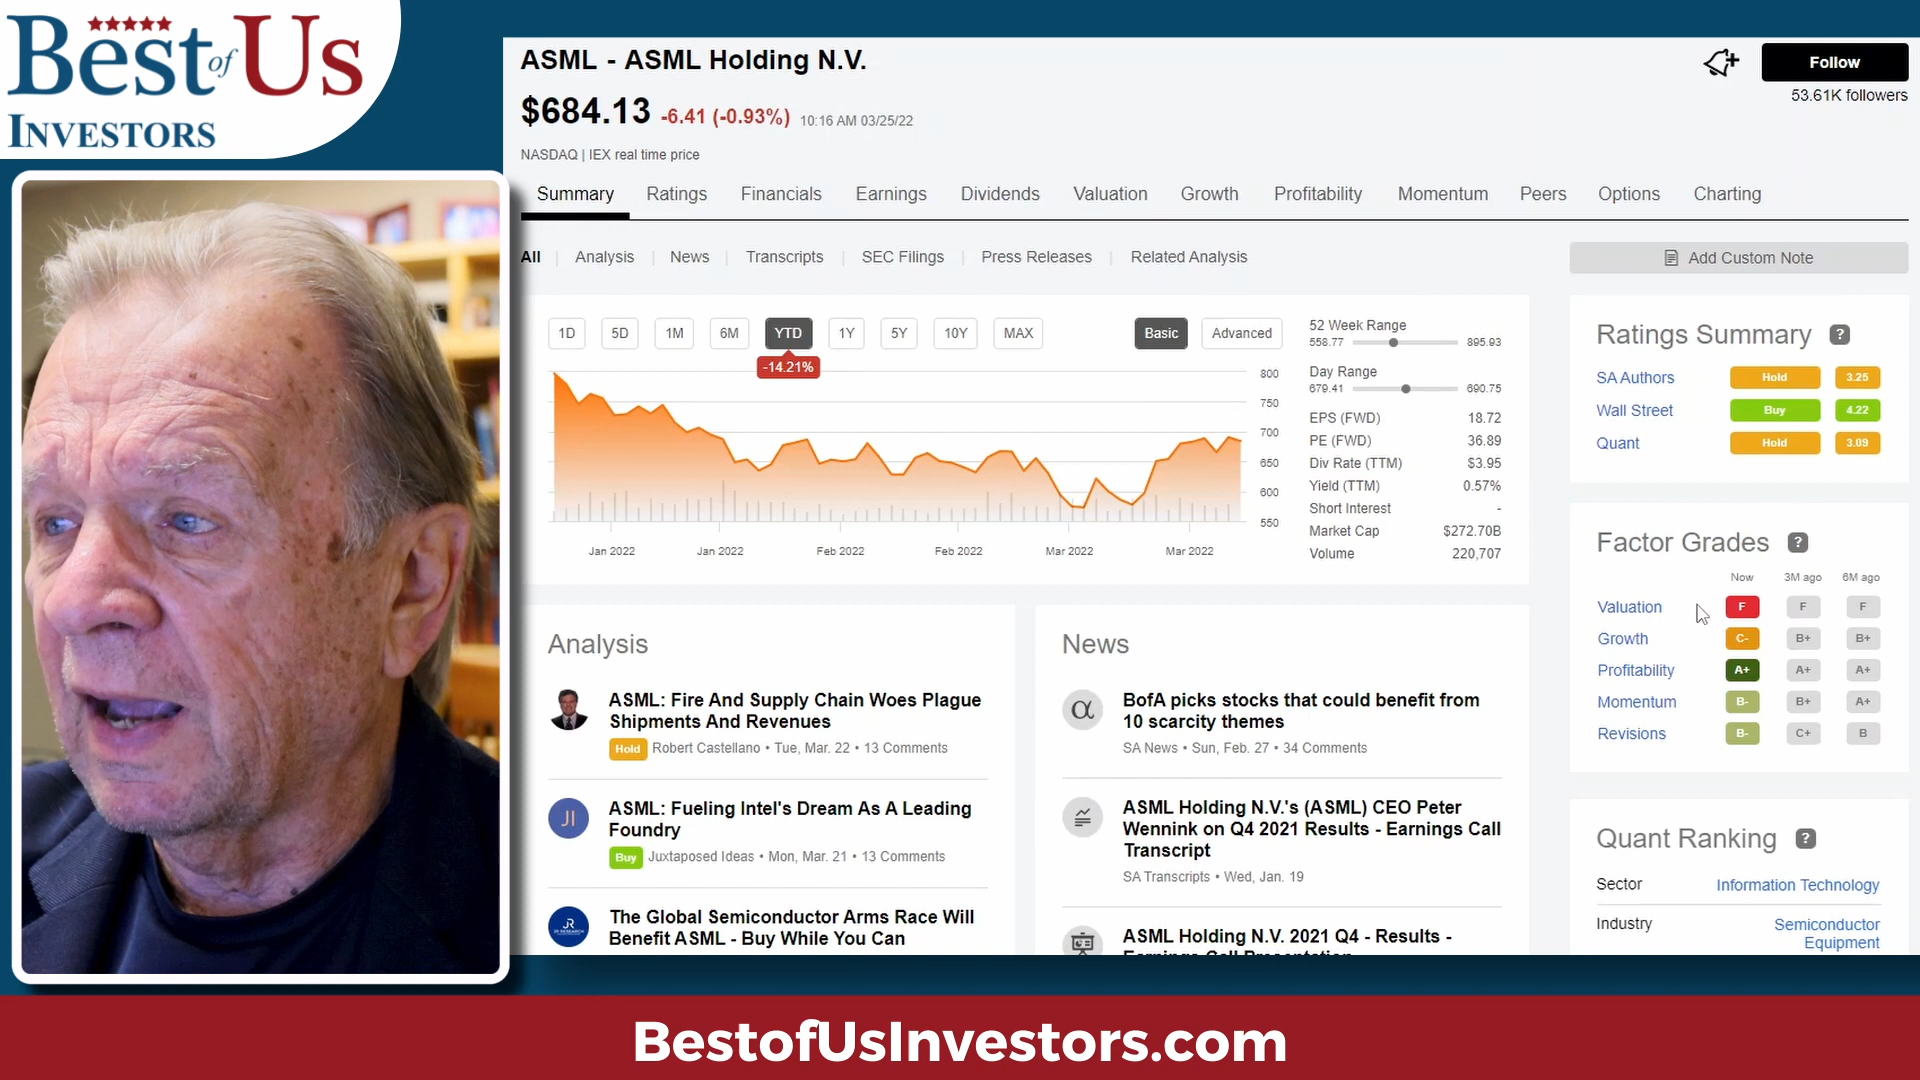 Best of Us
INVESTORS
ASML - ASML Holding N.V.
$684.13 -6.41 (-0.93%) 10:16 AM 03/25/22
NASDAQ | IEX real time price
Follow
53.61K followers
Summary Ratings Financials Earnings Dividends Valuation Growth Profitability Momentum Peers Options Charting
All | Analysis | News | Transcripts | SEC Filings | Press Releases | Related Analysis
Add Custom Note
1D 5D 1M 6M YTD 1Y 5Y 10Y MAX Basic Advanced
-14.21%
800
750
700
650
600
550
Jan 2022 Jan 2022 Feb 2022 Feb 2022 Mar 2022 Mar 2022
52 Week Range
558.77 895.93
Day Range
679.41 690.75
EPS (FWD) 18.72
PE (FWD) 36.89
Div Rate (TTM) $3.95
Yield (TTM) 0.57%
Short Interest -
Market Cap $272.70B
Volume 220,707
Ratings Summary ?
SA Authors Hold 3.25
Wall Street Buy 4.22
Quant Hold 3.09
Factor Grades ?
Now 3M ago 6M ago
Valuation F F F
Growth C- B+ B+
Profitability A+ A+ A+
Momentum B- B+ A+
Revisions B- C+ B
Quant Ranking ?
Sector Information Technology
Industry Semiconductor
Equipment
Analysis
ASML: Fire And Supply Chain Woes Plague
Shipments And Revenues
Hold Robert Castellano • Tue, Mar. 22 • 13 Comments
JI
ASML: Fueling Intel's Dream As A Leading
Foundry
Buy Juxtaposed Ideas • Mon, Mar. 21 • 13 Comments
JR
The Global Semiconductor Arms Race Will
Benefit ASML - Buy While You Can
News
α
BofA picks stocks that could benefit from
10 scarcity themes
SA News • Sun, Feb. 27 • 34 Comments
ASML Holding N.V.'s (ASML) CEO Peter
Wennink on Q4 2021 Results - Earnings Call
Transcript
SA Transcripts • Wed, Jan. 19
ASML Holding N.V. 2021 Q4 - Results -
Earnings Call Presentation
BestofUsInvestors.com